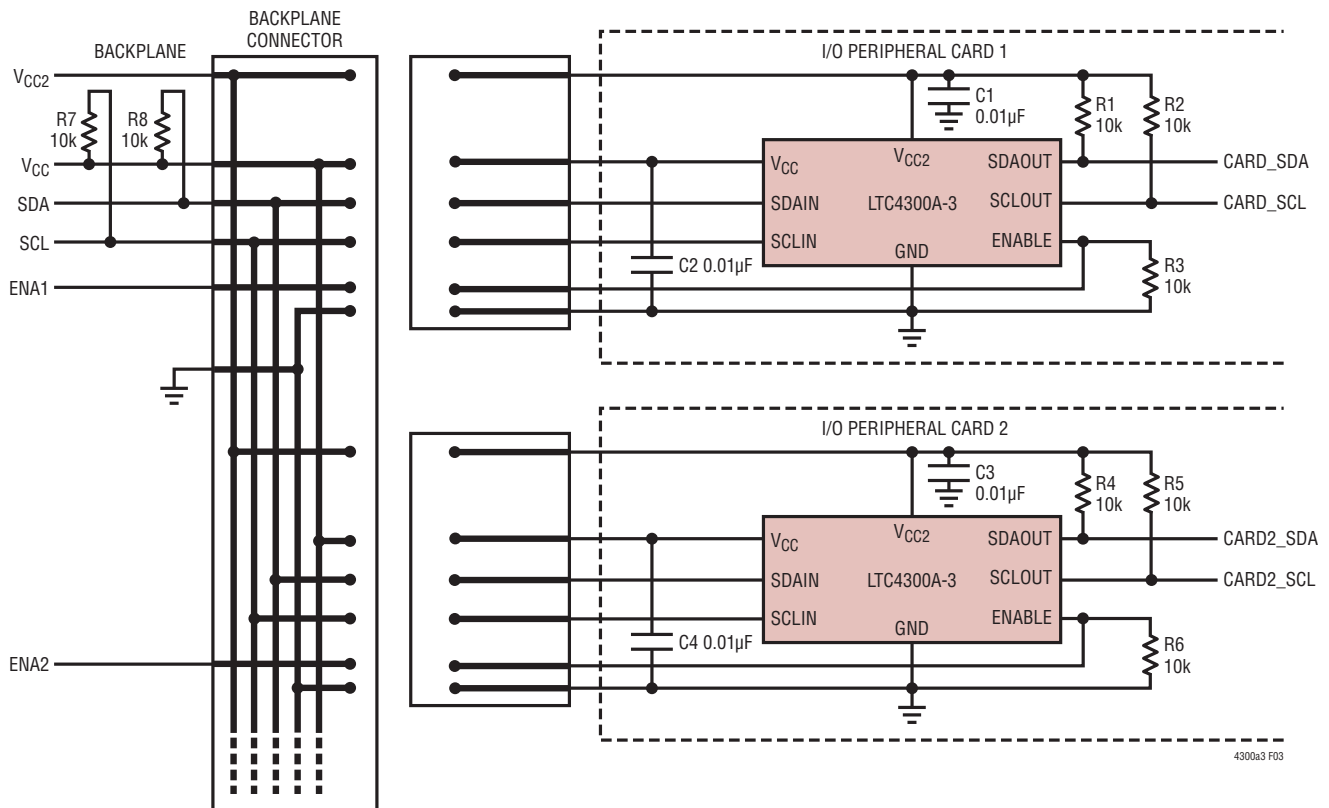 BACKPLANE
CONNECTOR
BACKPLANE
VCC2
R7
10k
R8
10k
VCC
SDA
SCL
ENA1
ENA2
I/O PERIPHERAL CARD 1
C1
0.01µF
R1
10k
R2
10k
VCC
VCC2
SDAOUT
CARD_SDA
SDAIN
LTC4300A-3
SCLOUT
CARD_SCL
SCLIN
GND
ENABLE
C2 0.01µF
R3
10k
I/O PERIPHERAL CARD 2
C3
0.01µF
R4
10k
R5
10k
VCC
VCC2
SDAOUT
CARD2_SDA
SDAIN
LTC4300A-3
SCLOUT
CARD2_SCL
SCLIN
GND
ENABLE
C4 0.01µF
R6
10k
4300a3 F03